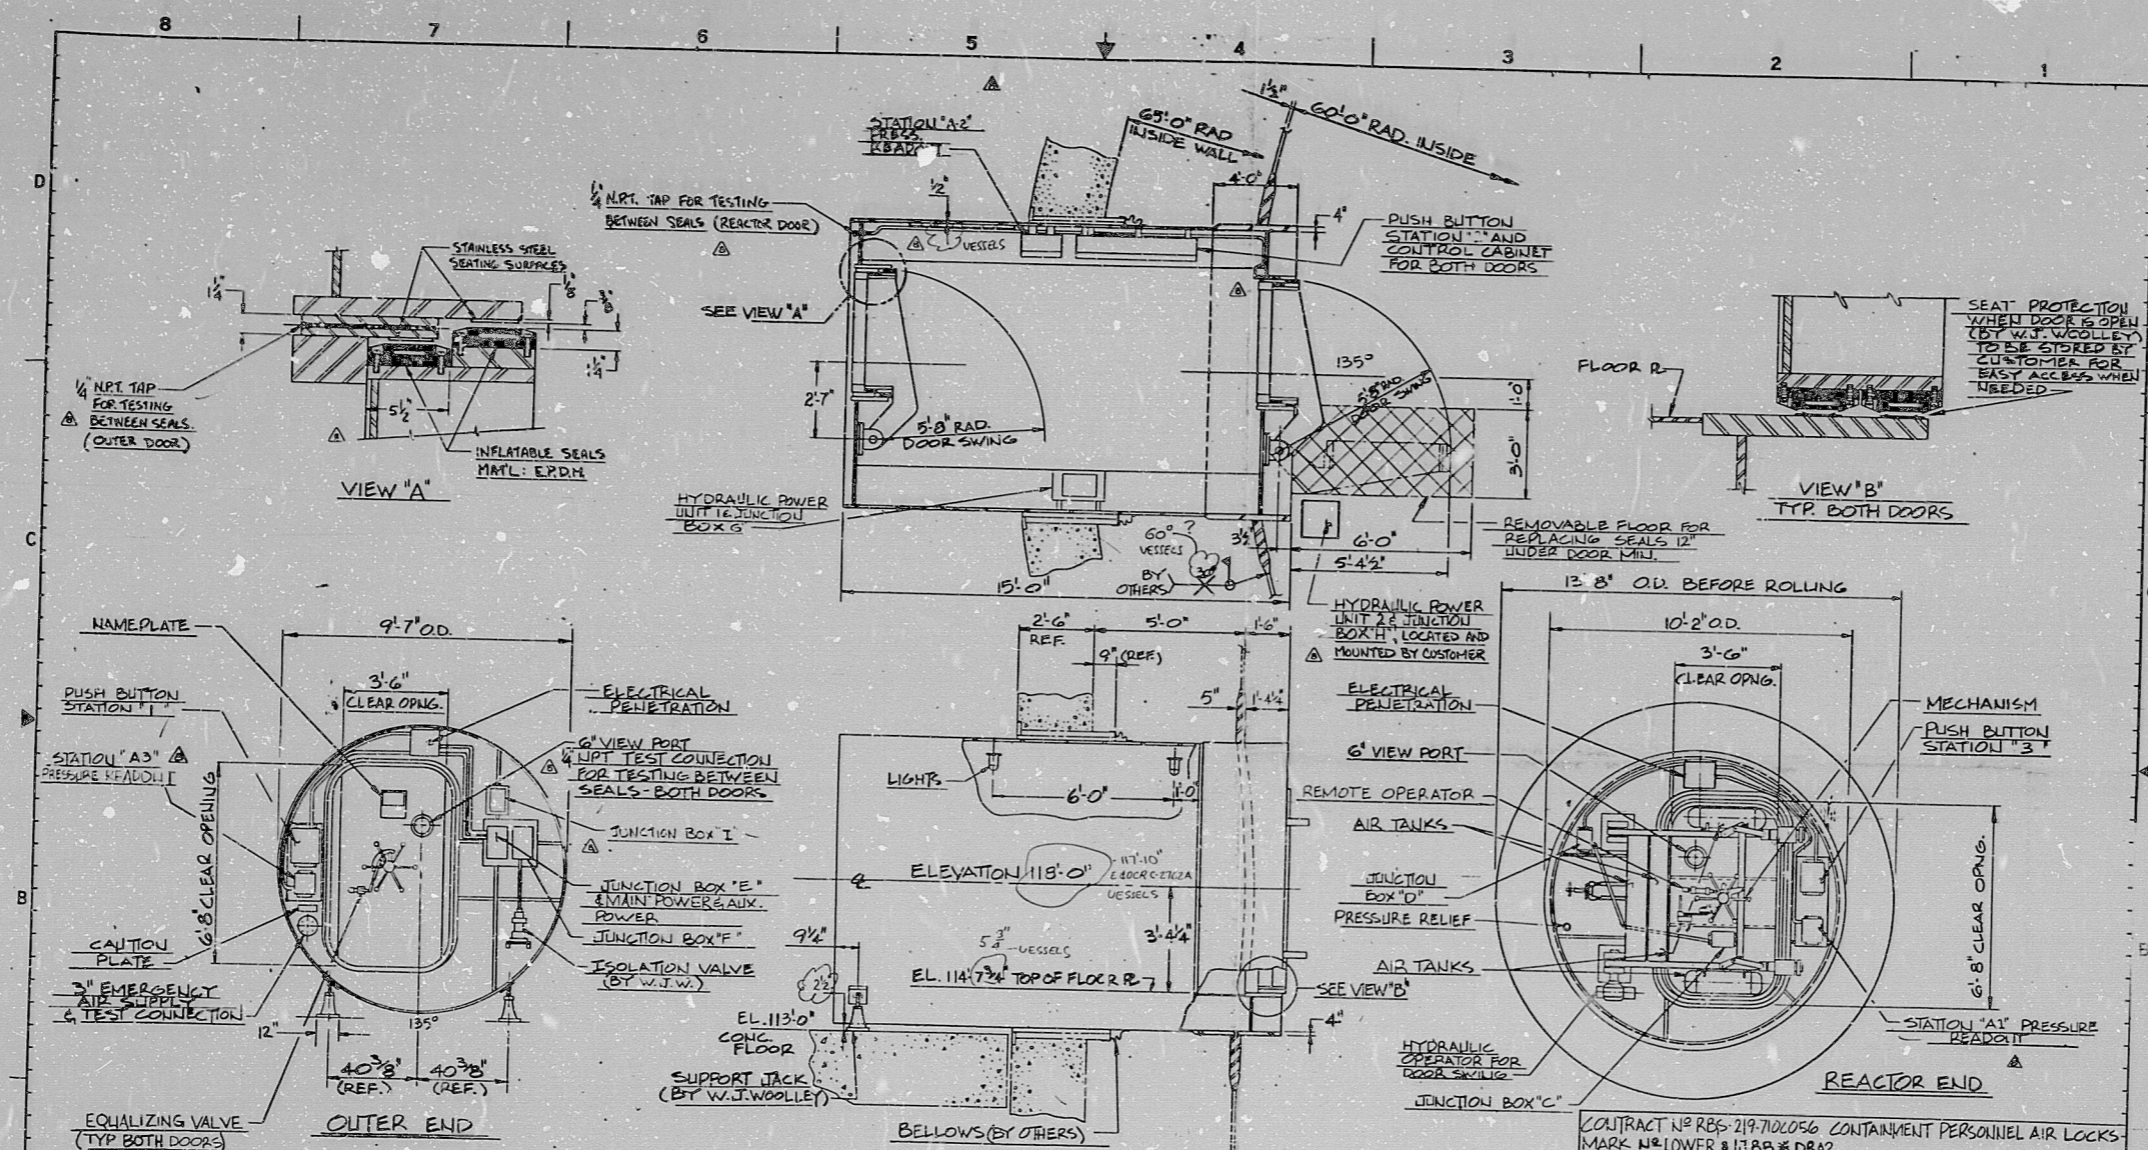 8 7 6 5 4 3 2 1
D
C
B
STATION "A-2"
PRESS.
65'-0" RAD
INSIDE WALL
60'-0" RAD. INSIDE
4'-0"
4"
1/2"
1/4" N.P.T. TAP FOR TESTING
BETWEEN SEALS (REACTOR DOOR)
VESSELS
PUSH BUTTON
STATION AND
CONTROL CABINET
FOR BOTH DOORS
SEE VIEW "A"
2'-7"
5'-8" RAD.
DOOR SWING
135°
5'-8" RAD
DOOR SWING
1'-0"
3'-0"
HYDRAULIC POWER
UNIT 1 & JUNCTION
BOX G
60° ?
VESSELS
BY
OTHERS
3 1/2"
6'-0"
5'-4 1/2"
15'-0"
REMOVABLE FLOOR FOR
REPLACING SEALS 12"
UNDER DOOR MIN.
HYDRAULIC POWER
UNIT 2 & JUNCTION
BOX "H", LOCATED AND
MOUNTED BY CUSTOMER
STAINLESS STEEL
SEATING SURFACES
1 1/4"
1/8"
3/8"
1 1/4"
1/4" N.P.T. TAP
FOR TESTING
BETWEEN SEALS.
(OUTER DOOR)
5 1/2"
INFLATABLE SEALS
MAT'L: E.P.D.M.
VIEW "A"
SEAT PROTECTION
WHEN DOOR IS OPEN
(BY W.J. WOOLLEY)
TO BE STORED BY
CUSTOMER FOR
EASY ACCESS WHEN
NEEDED
FLOOR PL
VIEW "B"
TYP. BOTH DOORS
NAMEPLATE
9'-7" O.D.
3'-6"
CLEAR OPNG.
PUSH BUTTON
STATION "1"
STATION "A3"
PRESSURE READOUT
6'-8" CLEAR OPENING
ELECTRICAL
PENETRATION
6" VIEW PORT
1/4 NPT TEST CONNECTION
FOR TESTING BETWEEN
SEALS - BOTH DOORS
JUNCTION BOX "I"
JUNCTION BOX "E"
& MAIN POWER & AUX.
POWER
JUNCTION BOX "F"
ISOLATION VALVE
(BY W.J.W.)
CAUTION
PLATE
3" EMERGENCY
AIR SUPPLY
& TEST CONNECTION
12"
135°
40 3/8"
(REF.)
40 3/8"
(REF.)
EQUALIZING VALVE
(TYP BOTH DOORS)
OUTER END
2'-6"
REF.
5'-0"
1'-6"
9" (REF.)
5"
1'-4 1/4"
LIGHTS
6'-0"
1'-0"
ELEVATION 118'-0"
117'-10"
VESSELS
3'-4 1/4"
9 1/4"
2 1/2"
5 3/4" VESSELS
EL. 114'7 3/4" TOP OF FLOOR PL
EL. 113'-0"
CONC.
FLOOR
SUPPORT JACK
(BY W.J. WOOLLEY)
BELLOWS (BY OTHERS)
SEE VIEW "B"
4"
13'-8" O.D. BEFORE ROLLING
10'-2" O.D.
3'-6"
CLEAR OPNG.
ELECTRICAL
PENETRATION
6" VIEW PORT
REMOTE OPERATOR
AIR TANKS
JUNCTION
BOX "D"
PRESSURE RELIEF
AIR TANKS
HYDRAULIC
OPERATOR FOR
DOOR SWING
JUNCTION BOX "C"
MECHANISM
PUSH BUTTON
STATION "3"
6'-8" CLEAR OPNG.
STATION "A1" PRESSURE
READOUT
REACTOR END
CONTRACT Nº RBS-219-710C056 CONTAINMENT PERSONNEL AIR LOCKS-
MARK Nº LOWER